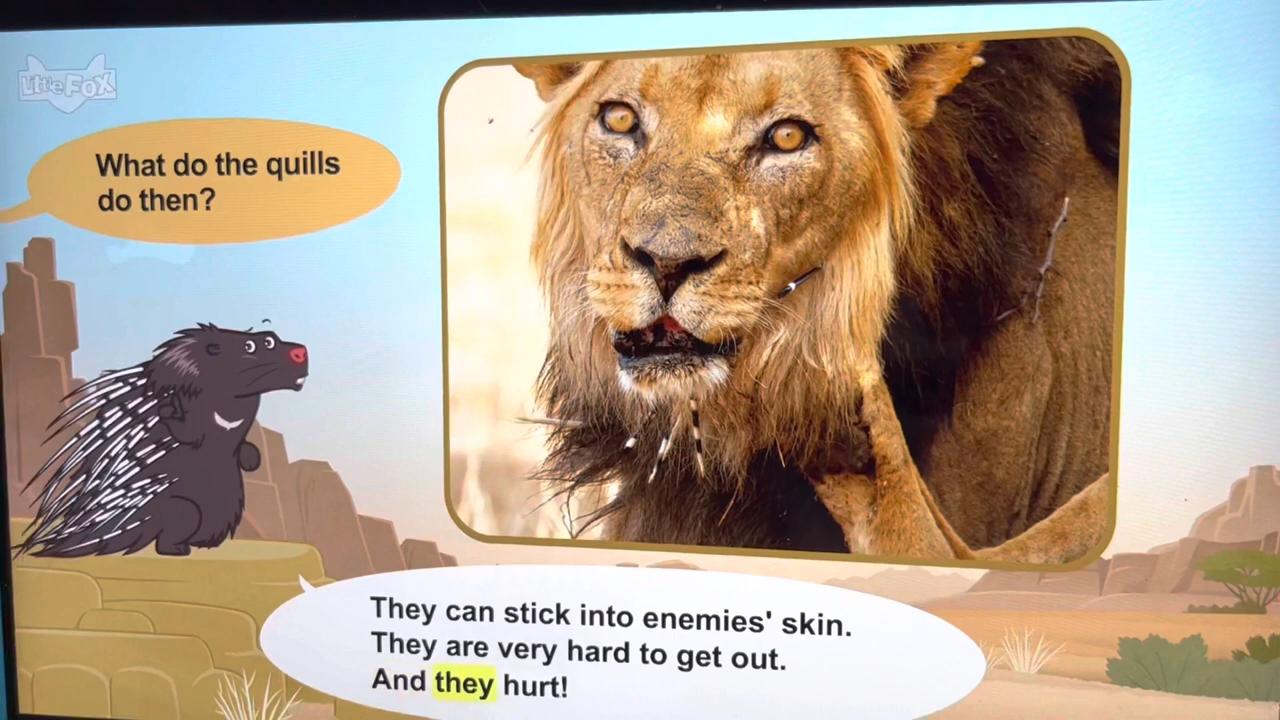 Little Fox
What do the quills
do then?
They can stick into enemies' skin.
They are very hard to get out.
And they hurt!